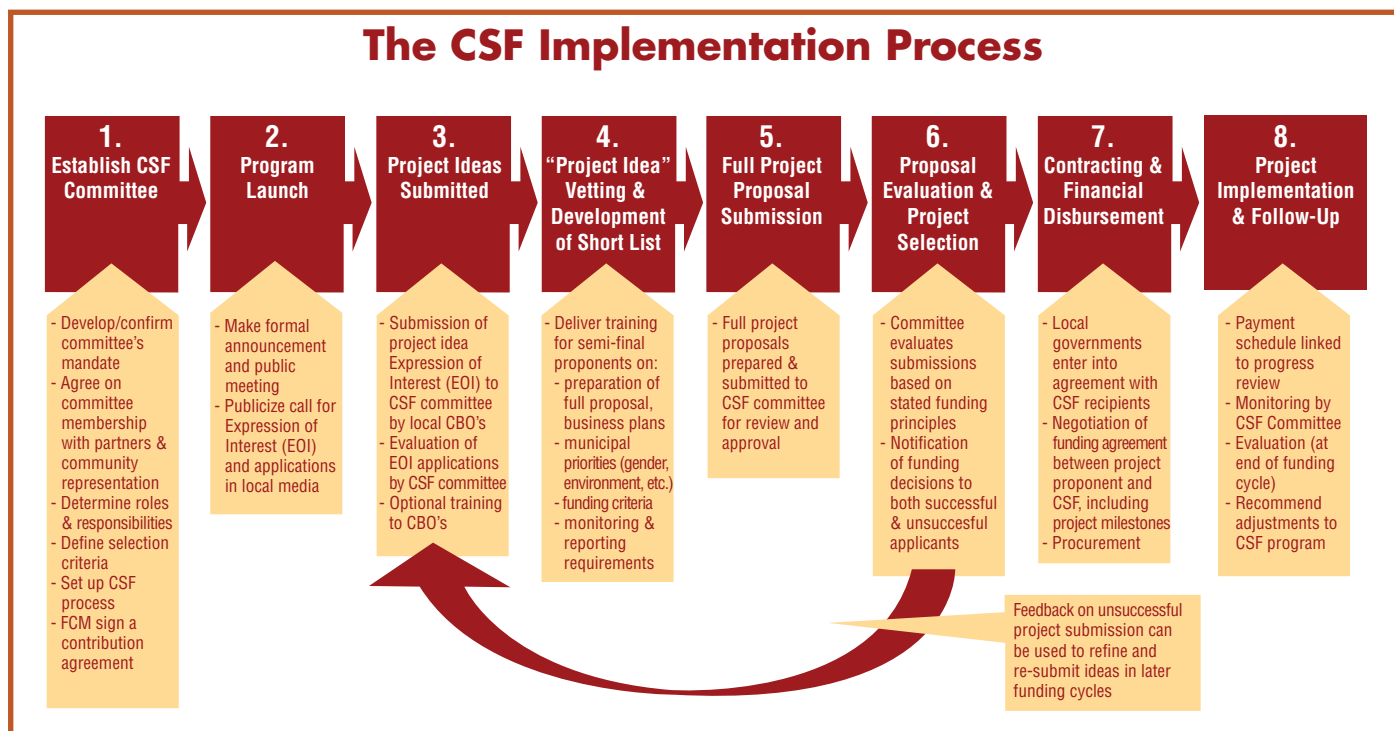 The CSF Implementation Process
1.
Establish CSF
Committee
2.
Program
Launch
3.
Project Ideas
Submitted
4.
“Project Idea”
Vetting &
Development
of Short List
5.
Full Project
Proposal
Submission
6.
Proposal
Evaluation &
Project
Selection
7.
Contracting &
Financial
Disbursement
8.
Project
Implementation
& Follow-Up
- Develop/confirm
committee's
mandate
- Agree on
committee
membership
with partners &
community
representation
- Determine roles
& responsibilities
- Define selection
criteria
- Set up CSF
process
- FCM sign a
contribution
agreement
- Make formal
announcement
and public
meeting
- Publicize call for
Expression of
Interest (EOI)
and applications
in local media
- Submission of
project idea
Expression of
Interest (EOI) to
CSF committee
by local CBO's
- Evaluation of
EOI applications
by CSF committee
- Optional training
to CBO's
- Deliver training
for semi-final
proponents on:
- preparation of
full proposal,
business plans
- municipal
priorities (gender,
environment, etc.)
- funding criteria
- monitoring &
reporting
requirements
- Full project
proposals
prepared &
submitted to
CSF committee
for review and
approval
- Committee
evaluates
submissions
based on
stated funding
principles
- Notification
of funding
decisions to
both successful
& unsuccesful
applicants
- Local
governments
enter into
agreement with
CSF recipients
- Negotiation of
funding agreement
between project
proponent and
CSF, including
project milestones
- Procurement
- Payment
schedule linked
to progress
review
- Monitoring by
CSF Committee
- Evaluation (at
end of funding
cycle)
- Recommend
adjustments to
CSF program
Feedback on unsuccessful
project submission can
be used to refine and
re-submit ideas in later
funding cycles